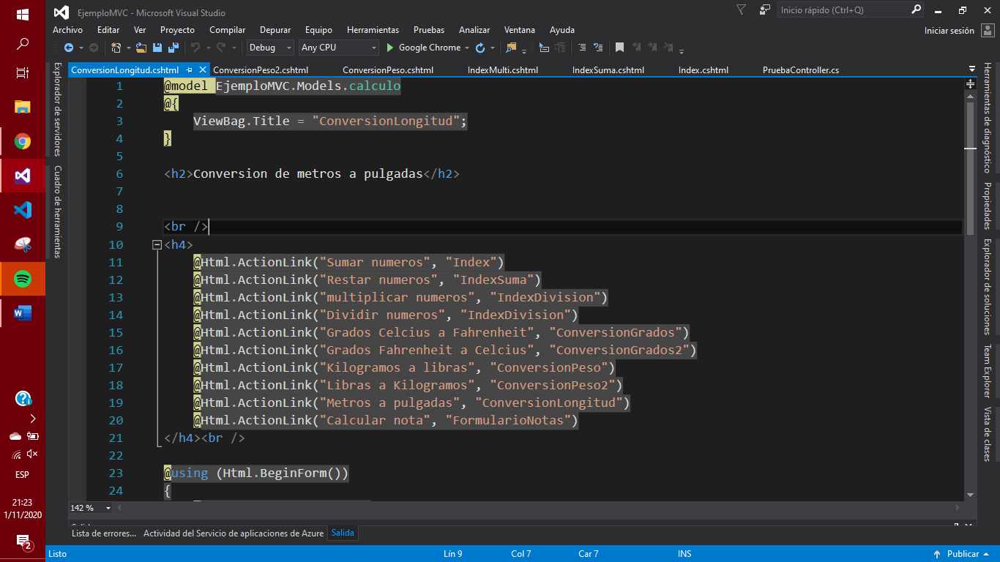 EjemploMVC - Microsoft Visual Studio
Inicio rápido (Ctrl+Q)
Archivo Editar Ver Proyecto Compilar Depurar Equipo Herramientas Pruebas Analizar Ventana Ayuda
Iniciar sesión
Debug Any CPU Google Chrome
ConversionLongitud.cshtml ConversionPeso2.cshtml ConversionPeso.cshtml IndexMulti.cshtml IndexSuma.cshtml Index.cshtml PruebaController.cs
Explorador de servidores
Cuadro de herramientas
1 @model EjemploMVC.Models.calculo
2 @{
3 ViewBag.Title = "ConversionLongitud";
4 }
5
6 <h2>Conversion de metros a pulgadas</h2>
7
8
9 <br />
10 <h4>
11 @Html.ActionLink("Sumar numeros", "Index")
12 @Html.ActionLink("Restar numeros", "IndexSuma")
13 @Html.ActionLink("multiplicar numeros", "IndexDivision")
14 @Html.ActionLink("Dividir numeros", "IndexDivision")
15 @Html.ActionLink("Grados Celcius a Fahrenheit", "ConversionGrados")
16 @Html.ActionLink("Grados Fahrenheit a Celcius", "ConversionGrados2")
17 @Html.ActionLink("Kilogramos a libras", "ConversionPeso")
18 @Html.ActionLink("Libras a Kilogramos", "ConversionPeso2")
19 @Html.ActionLink("Metros a pulgadas", "ConversionLongitud")
20 @Html.ActionLink("Calcular nota", "FormularioNotas")
21 </h4><br />
22
23 @using (Html.BeginForm())
24 {
Herramientas de diagnóstico
Propiedades
Explorador de soluciones
Team Explorer
Vista de clases
142 %
Lista de errores... Actividad del Servicio de aplicaciones de Azure Salida
Listo Lín 9 Col 7 Car 7 INS Publicar
ESP
21:23
1/11/2020
2